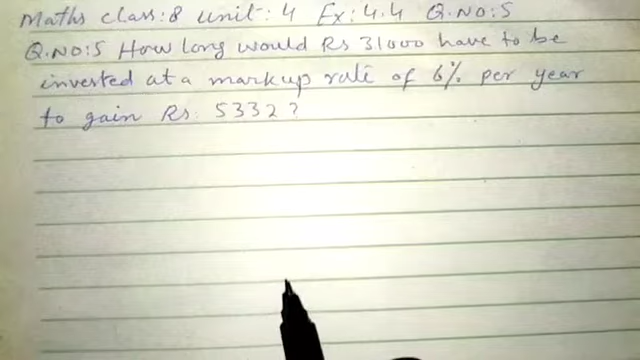 Maths class:8 unit:4 Ex:4.4 Q.NO:5
Q.NO:5 How long would Rs 31000 have to be
invested at a markup rate of 6% per year
to gain Rs. 5332?